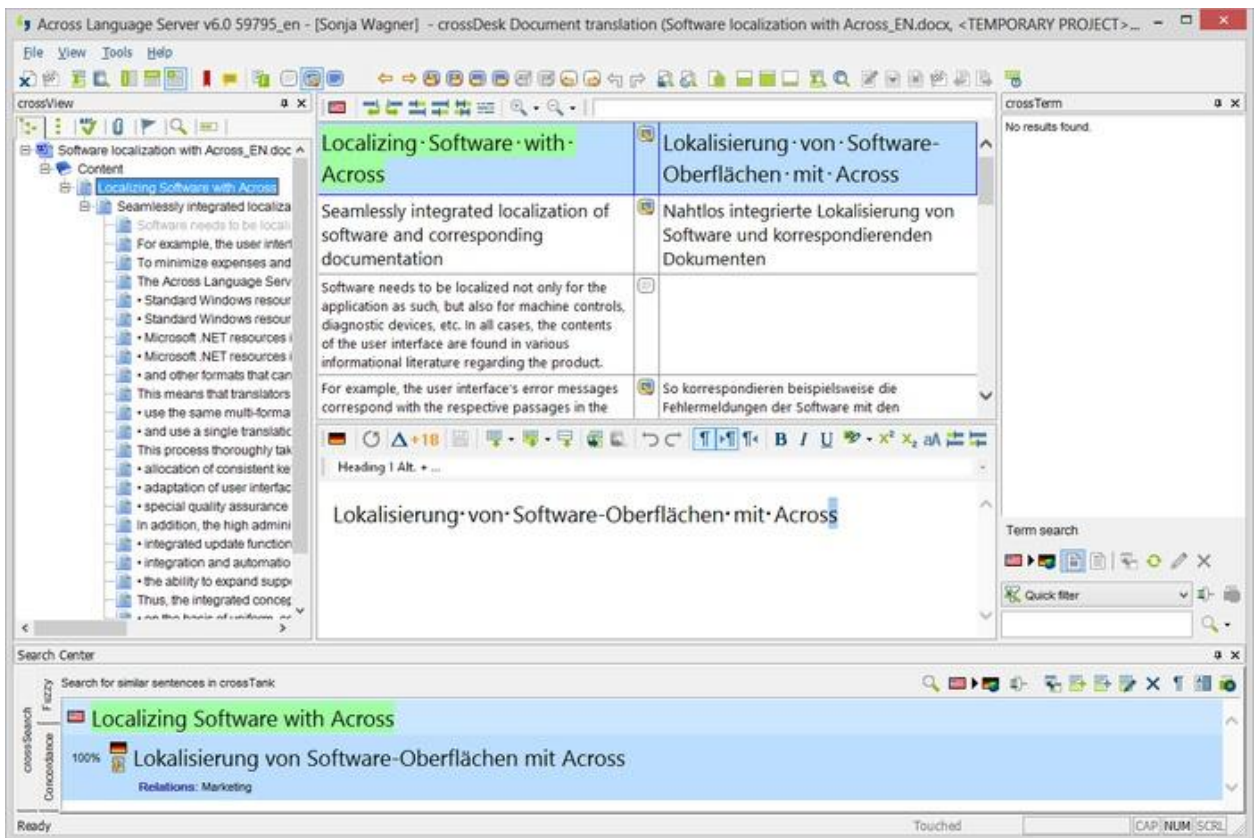 Across Language Server v6.0 59795_en - [Sonja Wagner] - crossDesk Document translation (Software localization with Across_EN.docx, <TEMPORARY PROJECT>...
File View Tools Help
crossView
Software localization with Across_EN.doc
Content
Localizing Software with Across
Seamlessly integrated localiza
Software needs to be locali
For example, the user interf
To minimize expenses and
The Across Language Serv
• Standard Windows resour
• Standard Windows resour
• Microsoft .NET resources i
• Microsoft .NET resources i
• and other formats that can
This means that translators
• use the same multi-forma
• and use a single translatic
This process thoroughly tak
• allocation of consistent ke
• adaptation of user interfac
• special quality assurance
In addition, the high admini
• integrated update function
• integration and automatio
• the ability to expand suppo
Thus, the integrated concep
Localizing·Software·with·
Across
Lokalisierung·von·Software-
Oberflächen·mit·Across
Seamlessly integrated localization of
software and corresponding
documentation
Nahtlos integrierte Lokalisierung von
Software und korrespondierenden
Dokumenten
Software needs to be localized not only for the
application as such, but also for machine controls,
diagnostic devices, etc. In all cases, the contents
of the user interface are found in various
informational literature regarding the product.
For example, the user interface's error messages
correspond with the respective passages in the
So korrespondieren beispielsweise die
Fehlermeldungen der Software mit den
+18
B I U x² x₂ aA
Heading 1 Alt. + ...
Lokalisierung·von·Software-Oberflächen·mit·Across
crossTerm
No results found.
Term search
Quick filter
Search Center
crossSearch
Fuzzy
Concordance
Search for similar sentences in crossTank
Localizing Software with Across
100% Lokalisierung von Software-Oberflächen mit Across
Relations: Marketing
Ready
Touched
CAP NUM SCRL